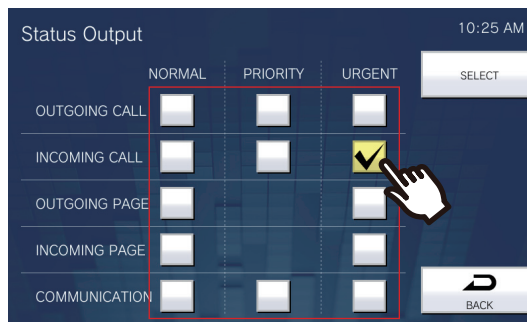 Status Output
10:25 AM
NORMAL PRIORITY URGENT
SELECT
OUTGOING CALL
INCOMING CALL
OUTGOING PAGE
INCOMING PAGE
COMMUNICATION
BACK